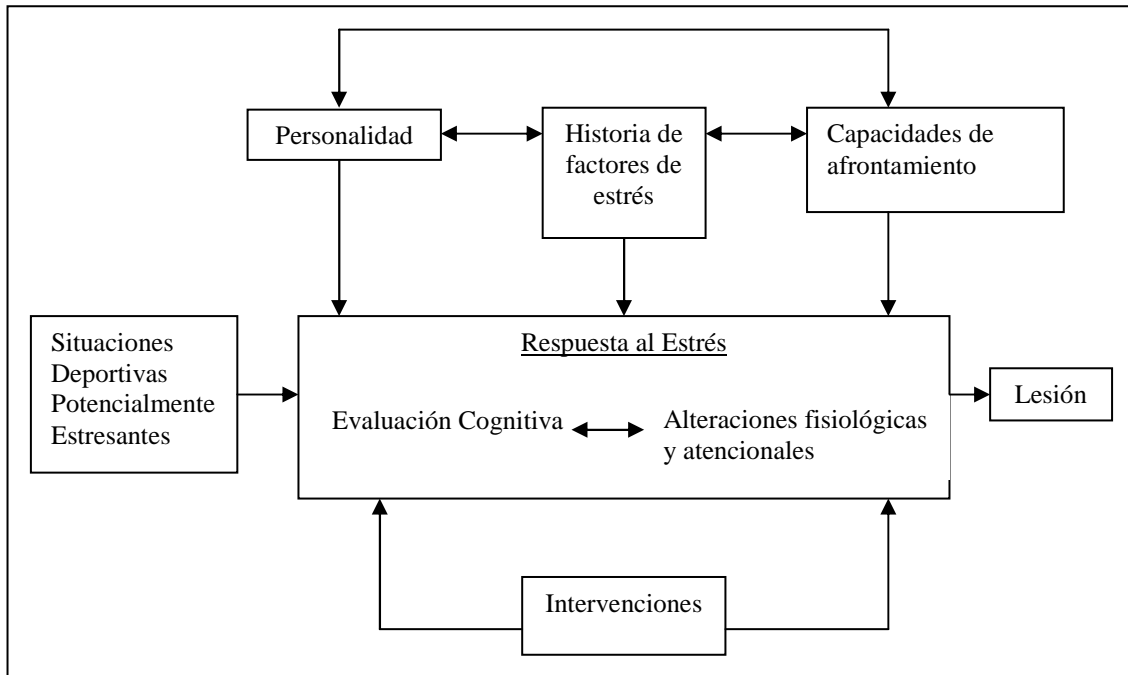 Personalidad
Historia de
factores de
estrés
Capacidades de
afrontamiento
Situaciones
Deportivas
Potencialmente
Estresantes
Respuesta al Estrés
Evaluación Cognitiva
Alteraciones fisiológicas
y atencionales
Lesión
Intervenciones